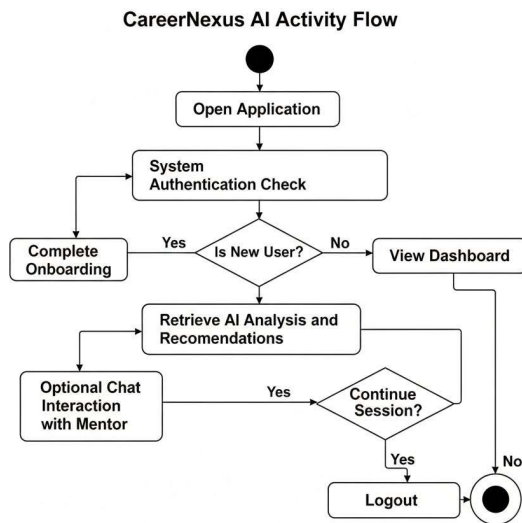 CareerNexus AI Activity Flow
Open Application
System
Authentication Check
Complete
Onboarding
Yes
Is New User?
No
View Dashboard
Retrieve AI Analysis and
Recomendations
Optional Chat
Interaction
with Mentor
Yes
Continue
Session?
Yes
No
Logout